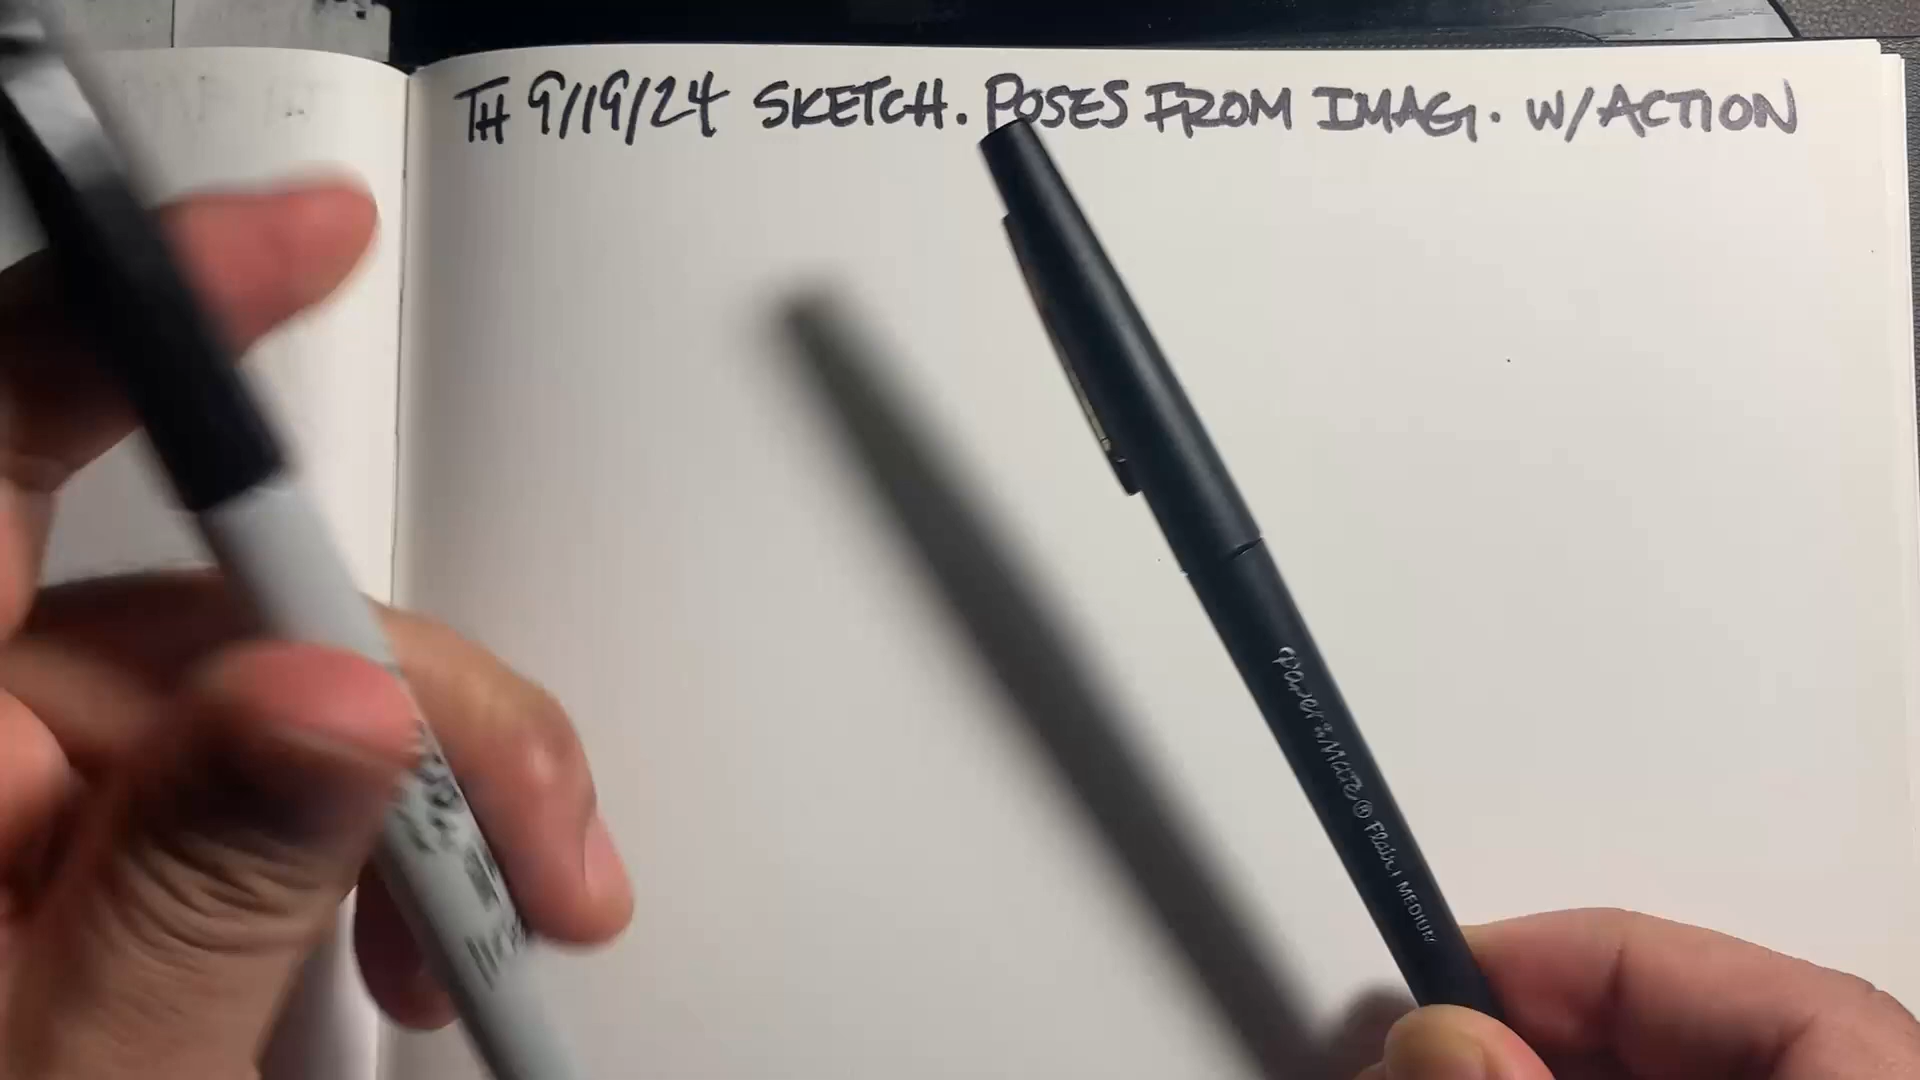 TH 9/19/24 SKETCH. POSES FROM IMAG. W/ACTION
Paper:Mate® Flair, MEDIUM